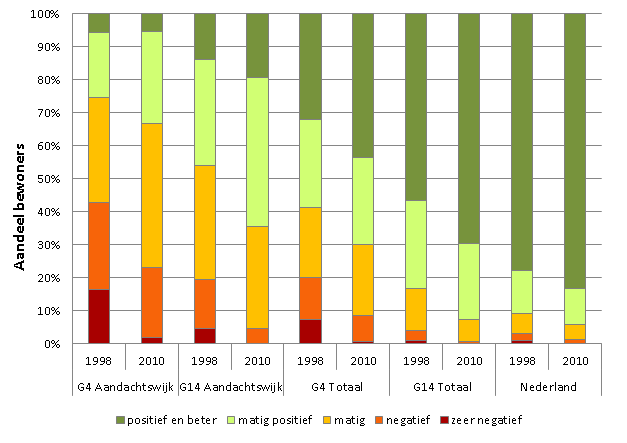 100%
90%
80%
70%
60%
50%
40%
30%
20%
10%
0%
Aandeel bewoners
1998 2010 1998 2010 1998 2010 1998 2010 1998 2010
G4 Aandachtswijk G14 Aandachtswijk G4 Totaal G14 Totaal Nederland
positief en beter matig positief matig negatief zeer negatief